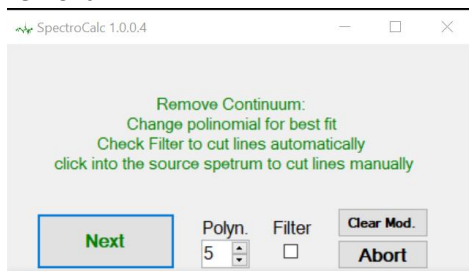 SpectroCalc 1.0.0.4
Remove Continuum:
Change polinomial for best fit
Check Filter to cut lines automatically
click into the source spetrum to cut lines manually
Next
Polyn.
5
Filter
Clear Mod.
Abort